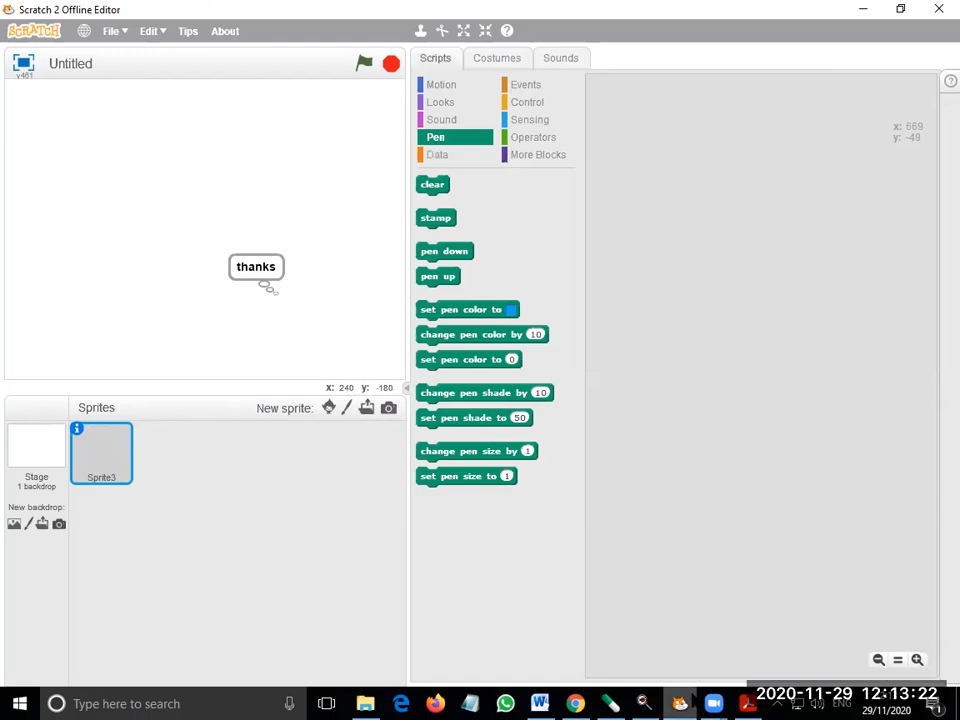 Scratch 2 Offline Editor
SCRATCH File Edit Tips About
v461 Untitled
thanks
x: 240 y: -180
Sprites New sprite:
Stage
1 backdrop
New backdrop:
Sprite3
Scripts Costumes Sounds
Motion Events
Looks Control
Sound Sensing
Pen Operators
Data More Blocks
clear
stamp
pen down
pen up
set pen color to
change pen color by 10
set pen color to 0
change pen shade by 10
set pen shade to 50
change pen size by 1
set pen size to 1
x: 669
y: -49
Type here to search
ENG
2020-11-29 12:13:22
29/11/2020
1